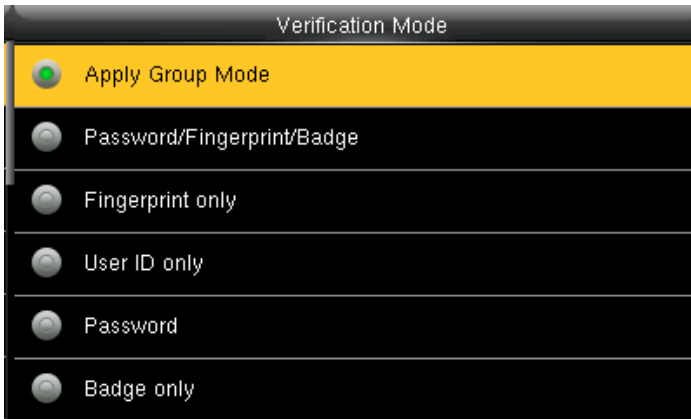 Verification Mode
Apply Group Mode
Password/Fingerprint/Badge
Fingerprint only
User ID only
Password
Badge only